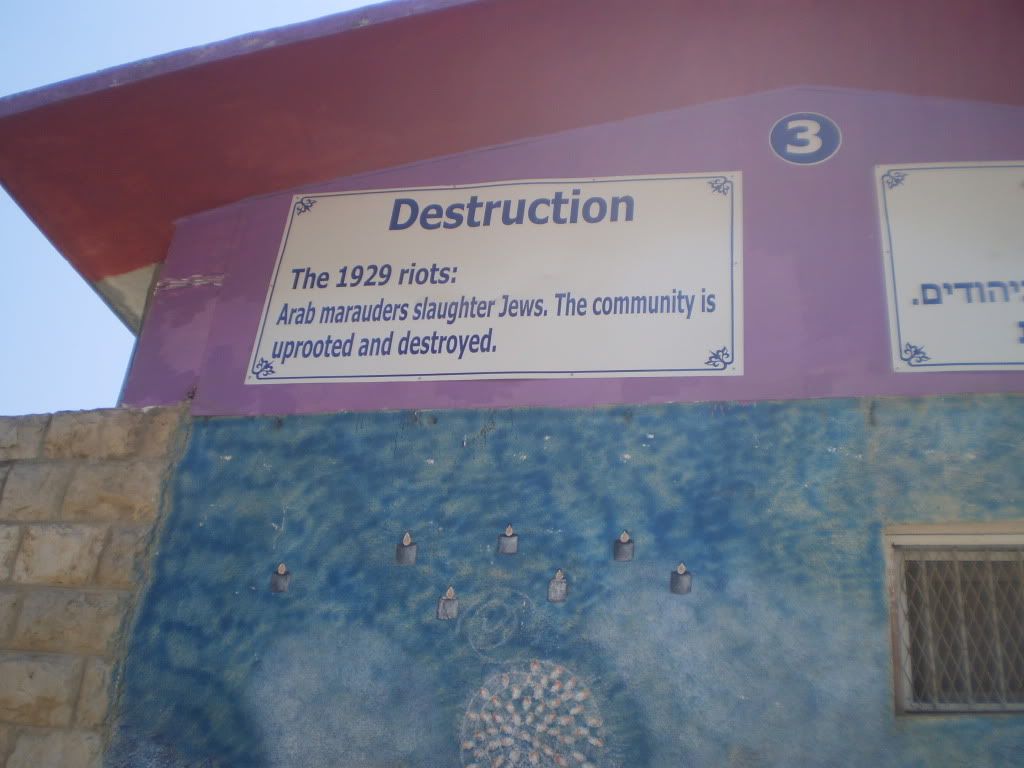 3
Destruction
The 1929 riots:
Arab marauders slaughter Jews. The community is
uprooted and destroyed.
יהודים.